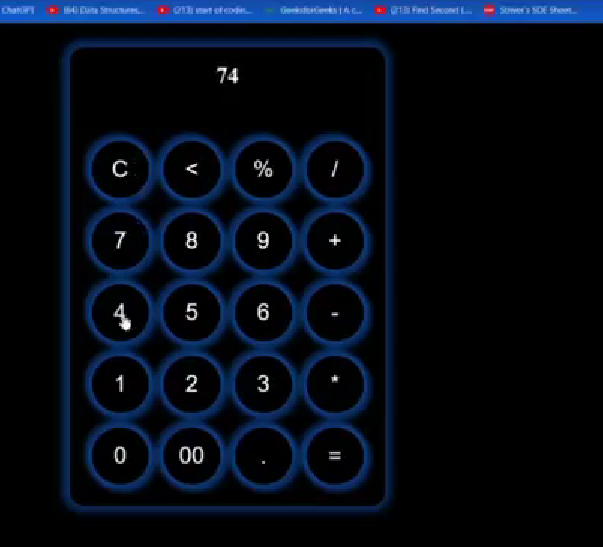 ChatGPT (84) Data Structures... (213) start of codin... GeeksforGeeks | A c... (213) Find Second L... Striver's SDE Sheet...
74
C < % /
7 8 9 +
4 5 6 -
1 2 3 *
0 00 . =